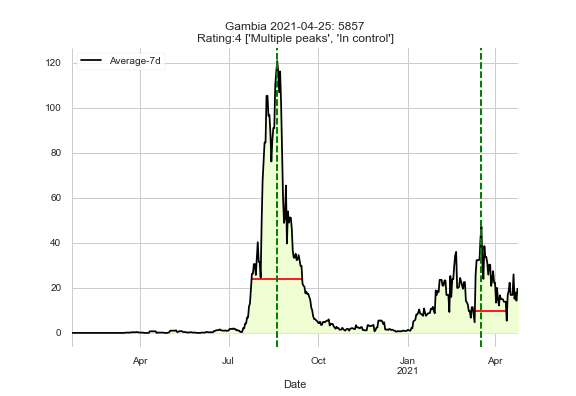 Gambia 2021-04-25: 5857
Rating:4 ['Multiple peaks', 'In control']
Average-7d
120
100
80
60
40
20
0
Apr
Jul
Oct
Jan
2021
Apr
Date